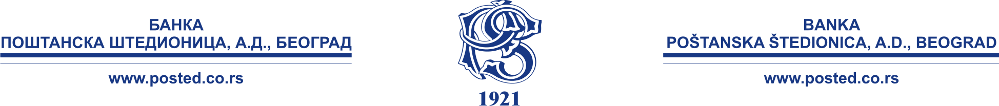 БАНКА
ПОШТАНСКА ШТЕДИОНИЦА, А.Д., БЕОГРАД
www.posted.co.rs
1921
BANKA
POŠTANSKA ŠTEDIONICA, A.D., BEOGRAD
www.posted.co.rs